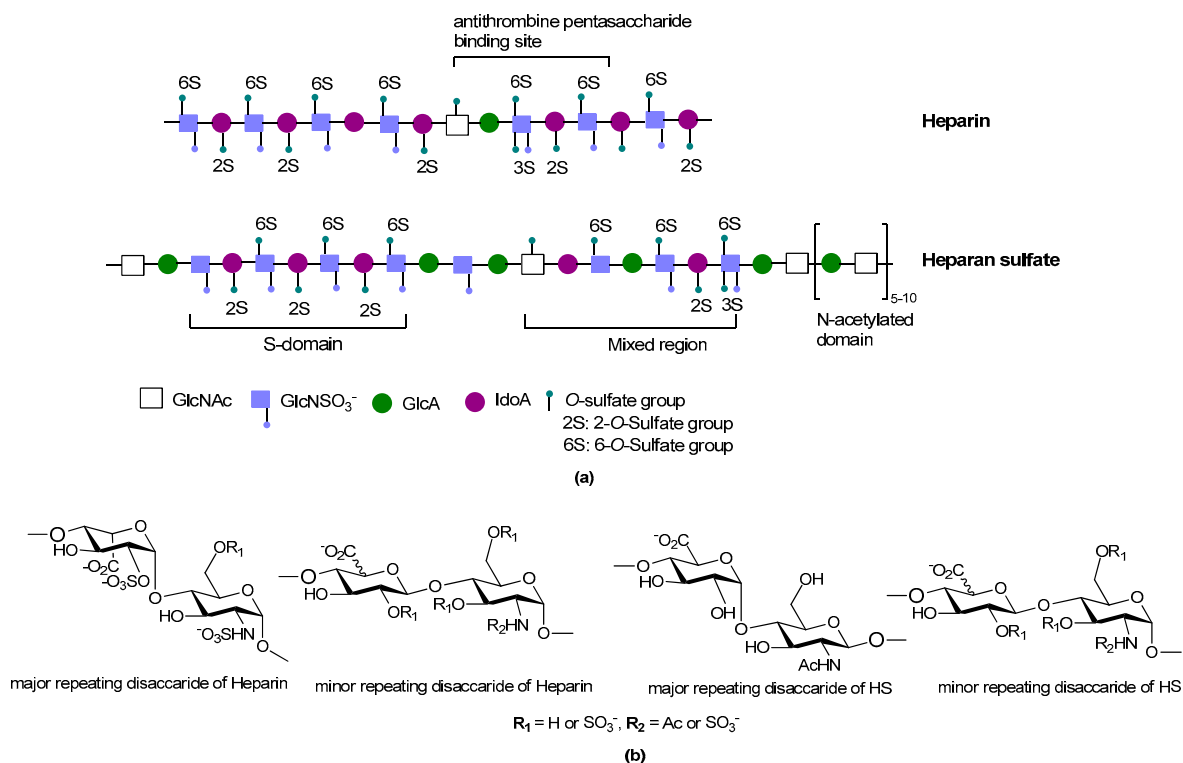 antithrombine pentasaccharide
binding site
6S 6S 6S 6S 6S 6S 6S
2S 2S 2S 3S 2S 2S
Heparin
6S 6S 6S 6S 6S 6S
2S 2S 2S 2S 3S
Heparan sulfate
5-10
S-domain
Mixed region
N-acetylated
domain
GlcNAc
GlcNSO₃⁻
GlcA
IdoA
O-sulfate group
2S: 2-O-Sulfate group
6S: 6-O-Sulfate group
(a)
O O HO ⁻O₂C ⁻O₃SO O OR₁ O HO ⁻O₃SHN O
⁻O₂C O O HO OR₁ O OR₁ O R₁O R₂HN O
⁻O₂C O O HO OH O OH O HO AcHN O
⁻O₂C O O HO OR₁ O OR₁ O R₁O R₂HN O
major repeating disaccaride of Heparin
minor repeating disaccaride of Heparin
major repeating disaccaride of HS
minor repeating disaccaride of HS
R₁ = H or SO₃⁻, R₂ = Ac or SO₃⁻
(b)